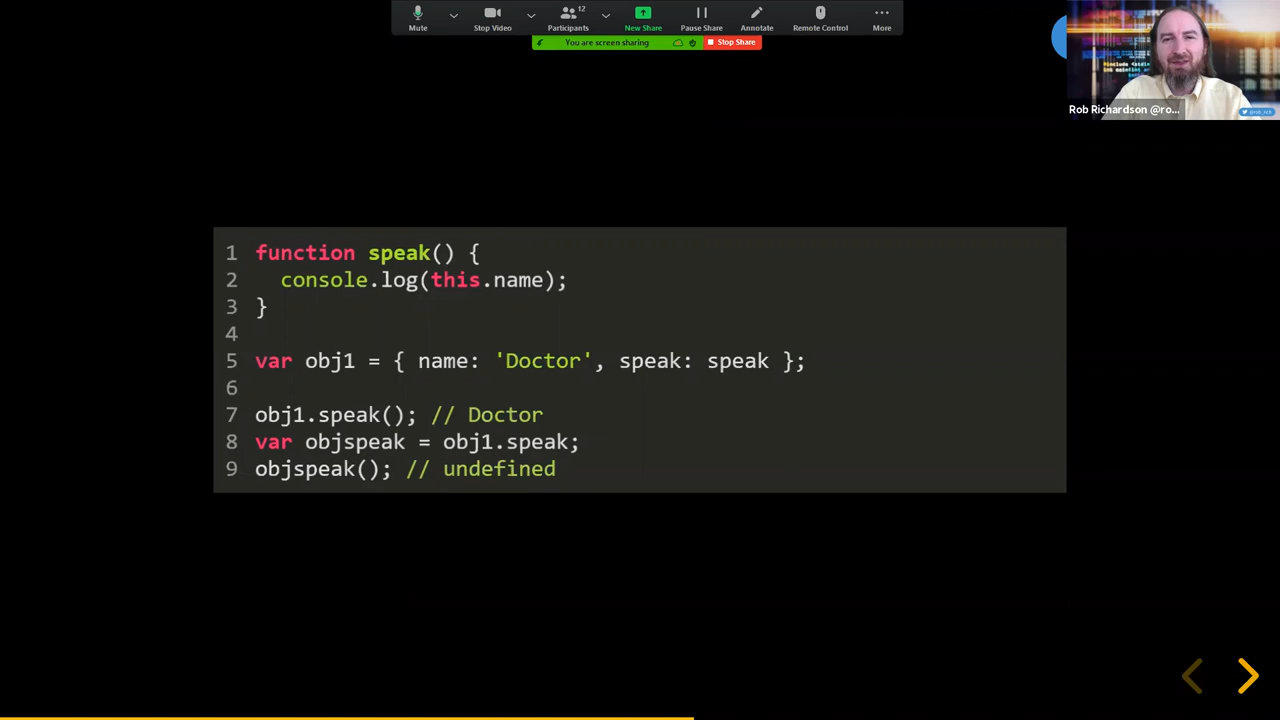 12
Mute
Stop Video
Participants
New Share
Pause Share
Annotate
Remote Control
More
You are screen sharing
Stop Share
Rob Richardson @ro...
1 function speak() {
2   console.log(this.name);
3 }
4
5 var obj1 = { name: 'Doctor', speak: speak };
6
7 obj1.speak(); // Doctor
8 var objspeak = obj1.speak;
9 objspeak(); // undefined